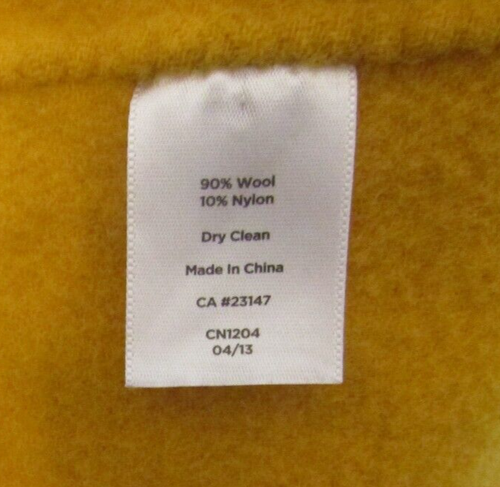 90% Wool
10% Nylon
Dry Clean
Made In China
CA #23147
CN1204
04/13